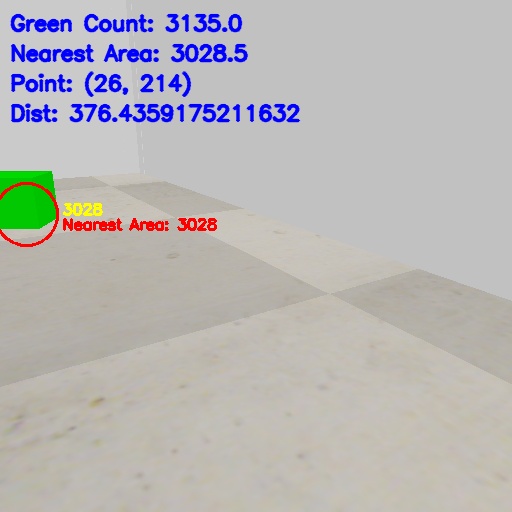 Green Count: 3135.0
Nearest Area: 3028.5
Point: (26, 214)
Dist: 376.4359175211632
3028
Nearest Area: 3028